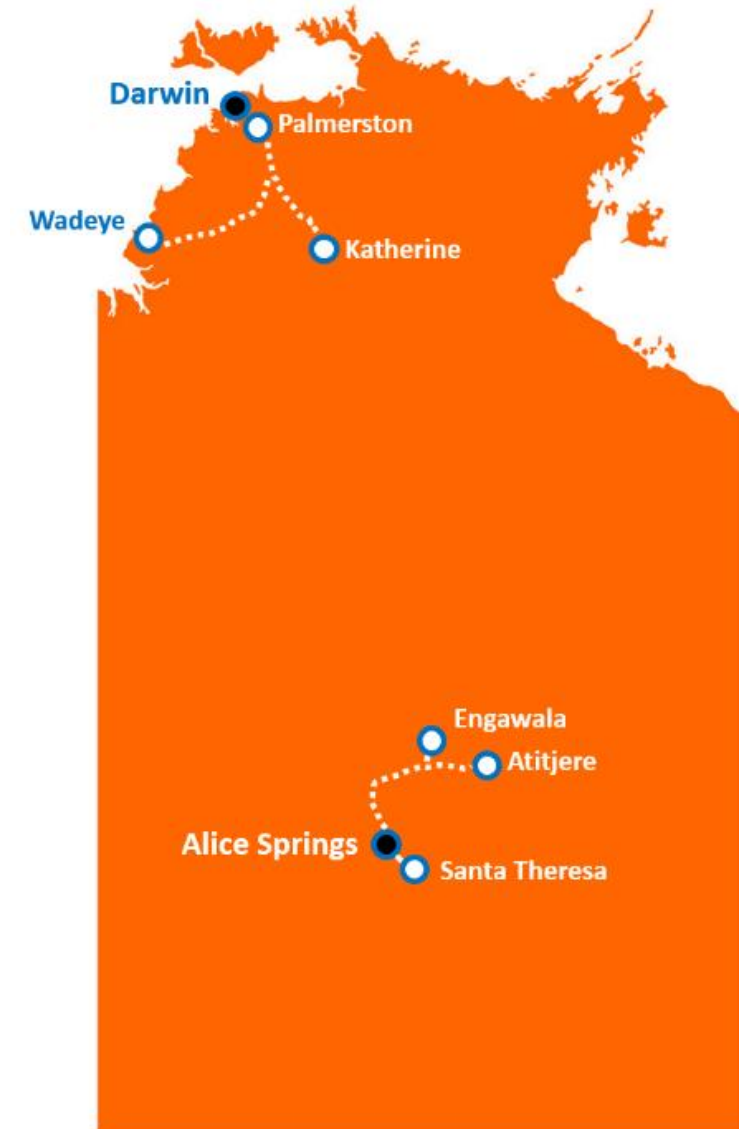 Darwin
Palmerston
Wadeye
Katherine
Engawala
Atitjere
Alice Springs
Santa Theresa